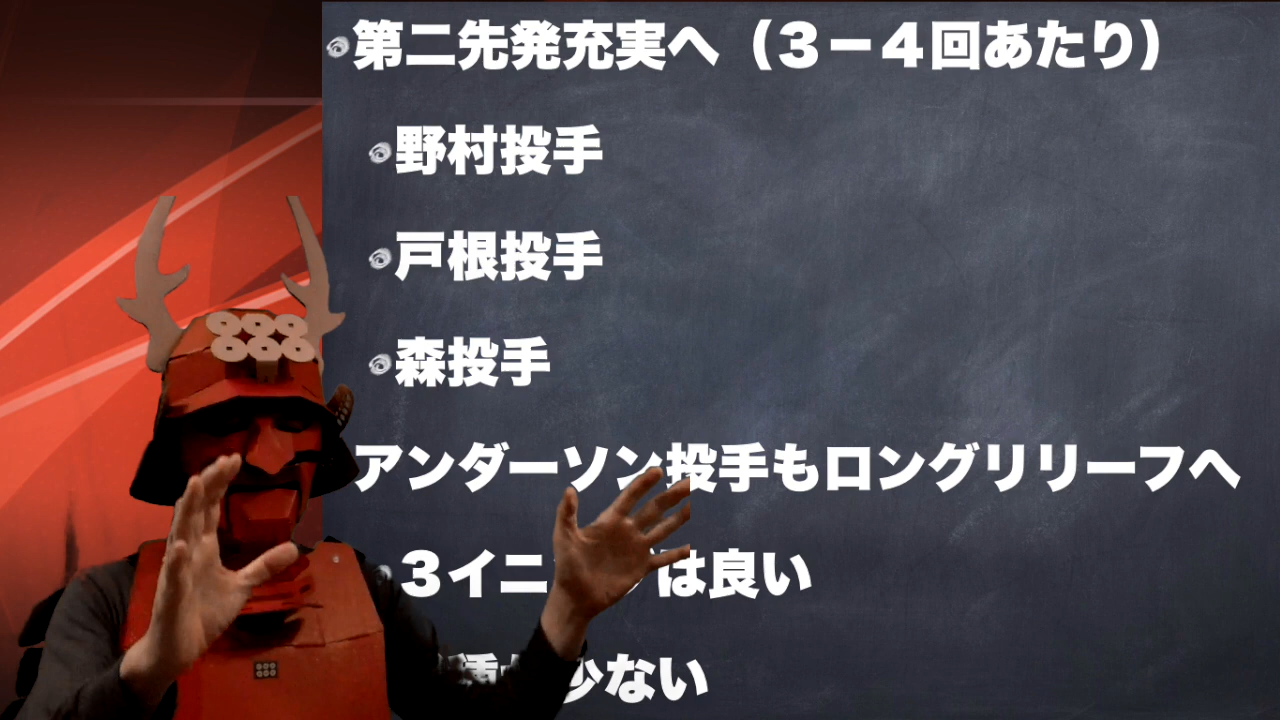 第二先発充実へ（３－４回あたり）
野村投手
戸根投手
森投手
アンダーソン投手もロングリリーフへ
３イニ は良い
少ない